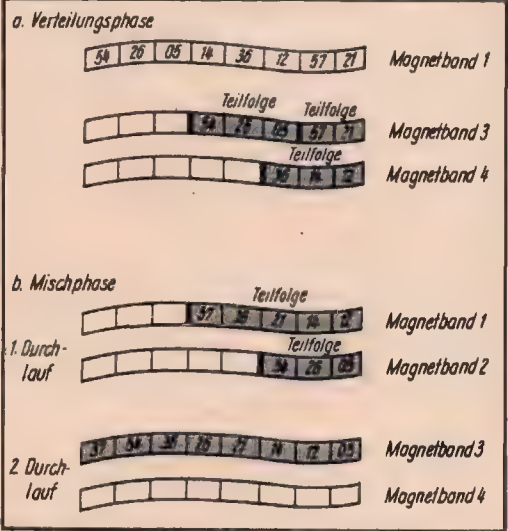 a. Verteilungsphase
54 26 05 14 36 12 57 21 Magnetband 1
Teilfolge Teilfolge
54 26 05 57 21 Magnetband 3
Teilfolge
36 14 12 Magnetband 4
b. Mischphase
Teilfolge
57 36 21 14 12 Magnetband 1
1. Durch-
lauf
Teilfolge
54 26 05 Magnetband 2
57 54 36 26 21 14 12 05 Magnetband 3
2. Durch-
lauf
Magnetband 4